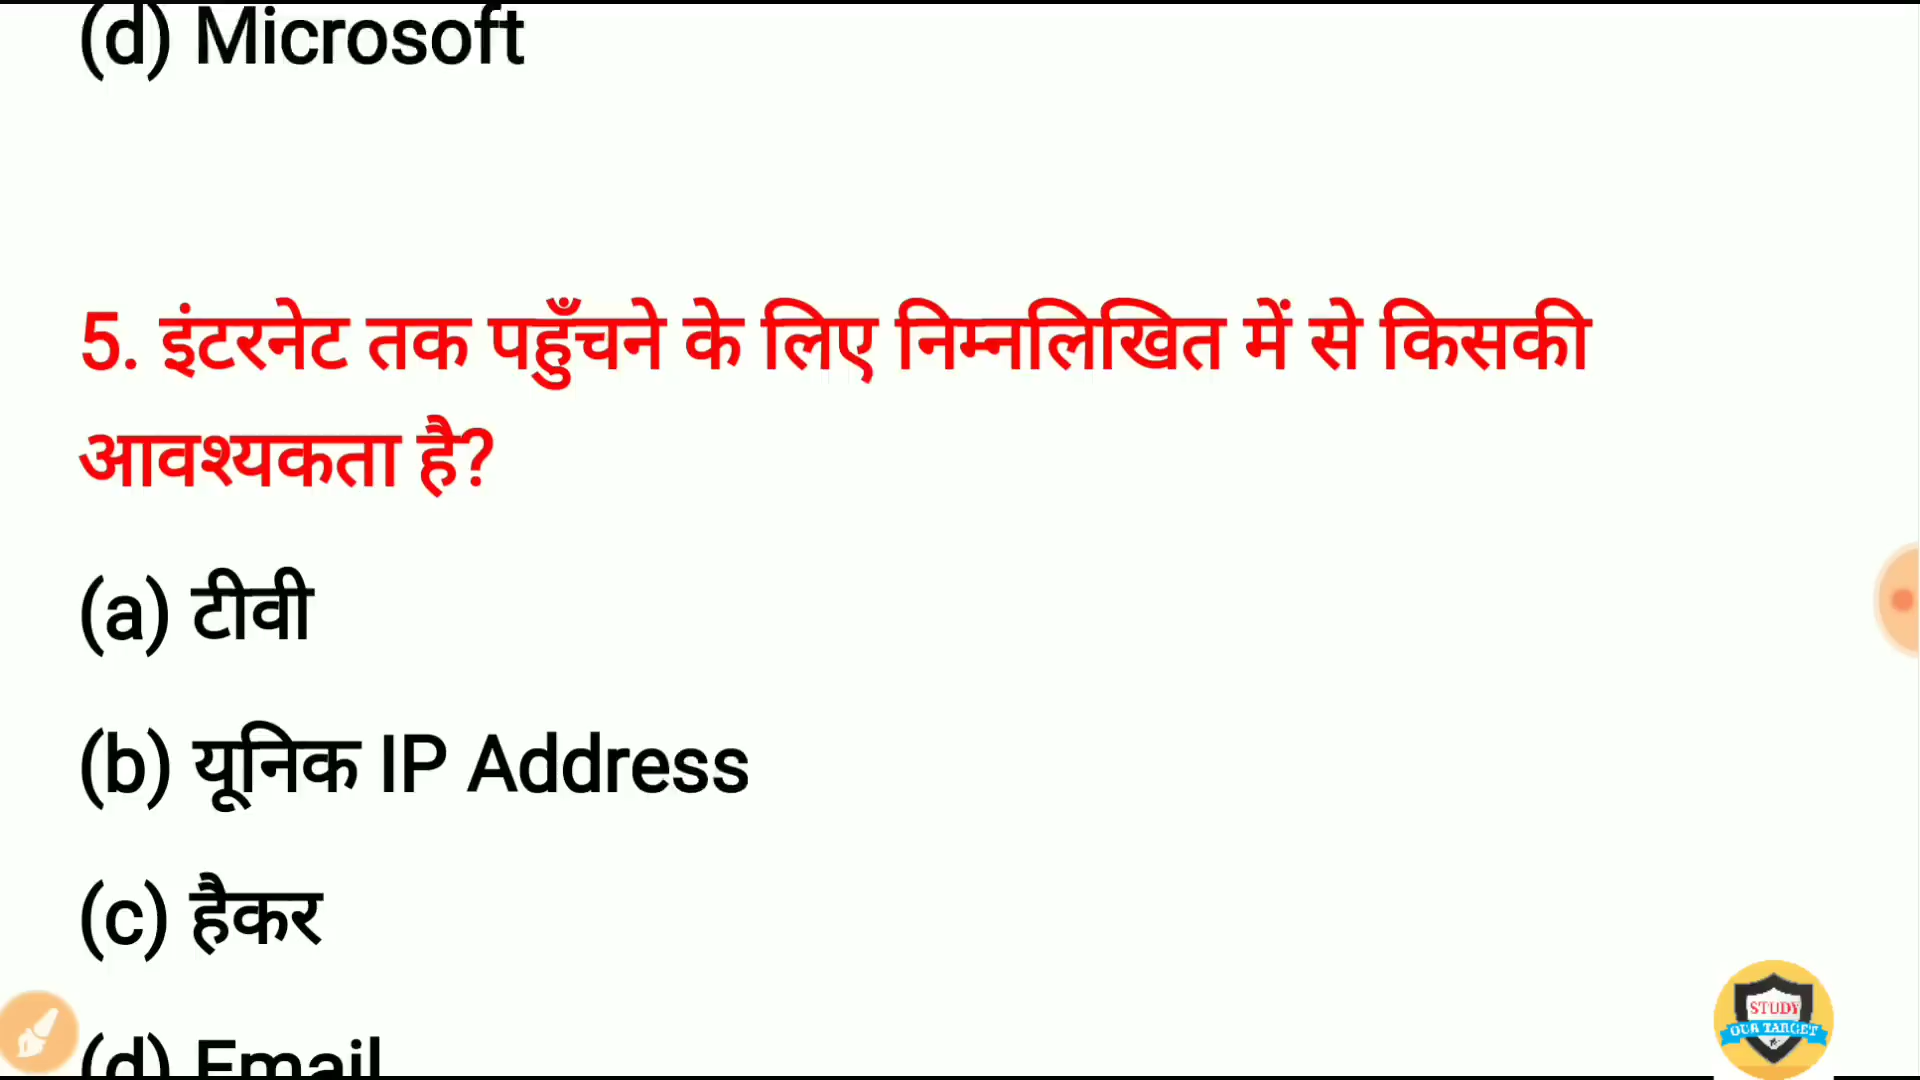 (d) Microsoft
5. इंटरनेट तक पहुँचने के लिए निम्नलिखित में से किसकी
आवश्यकता है?
(a) टीवी
(b) यूनिक IP Address
(c) हैकर
(d) Email
STUDY
OUR TARGET